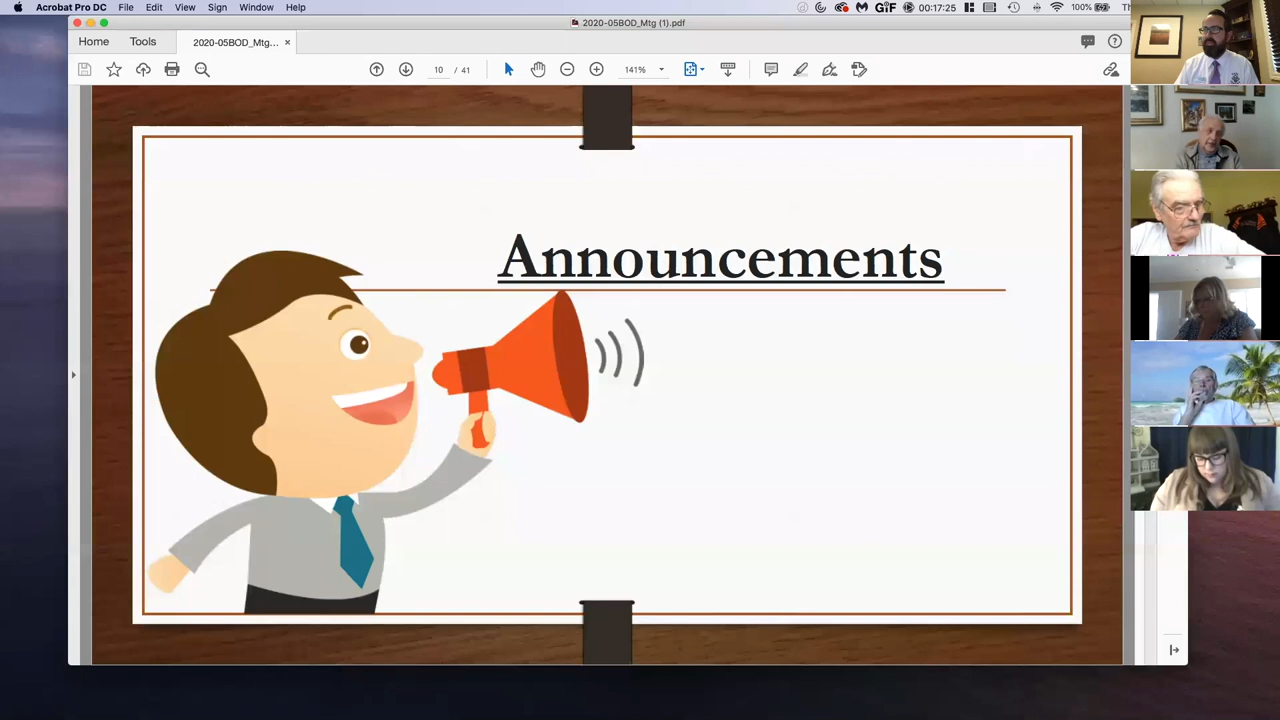 Acrobat Pro DC File Edit View Sign Window Help
GIF 00:17:25 100%
2020-05BOD_Mtg (1).pdf
Home Tools 2020-05BOD_Mtg... ×
10 / 41 141%
Announcements